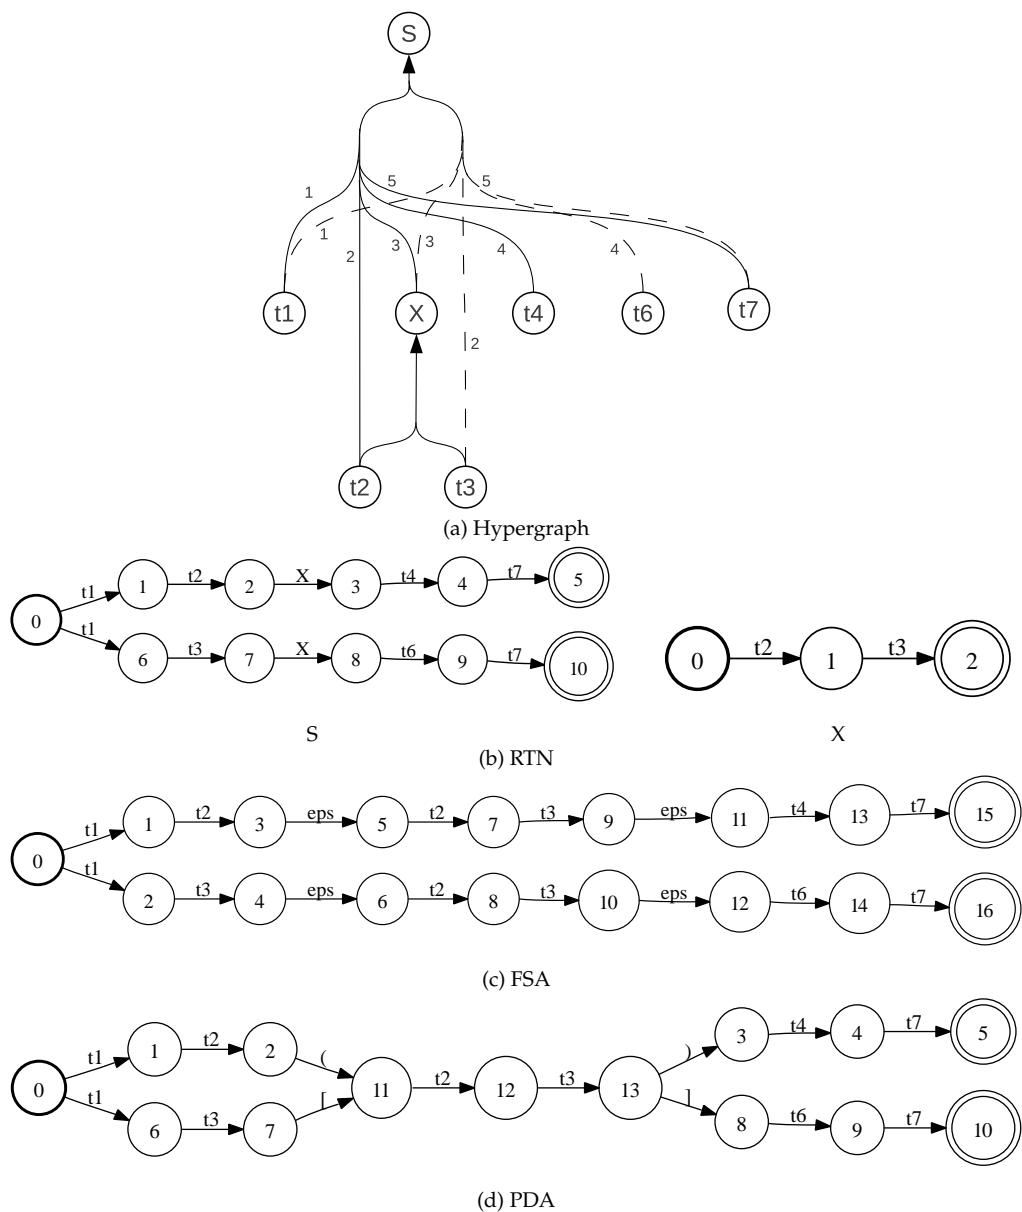 S
1
5
5
1
2
3
3
4
4
t1
X
t4
t6
t7
2
t2
t3
(a) Hypergraph
0
t1
1
t2
2
X
3
t4
4
t7
5
t1
6
t3
7
X
8
t6
9
t7
10
S
0
t2
1
t3
2
X
(b) RTN
0
t1
1
t2
3
eps
5
t2
7
t3
9
eps
11
t4
13
t7
15
t1
2
t3
4
eps
6
t2
8
t3
10
eps
12
t6
14
t7
16
(c) FSA
0
t1
1
t2
2
(
t1
6
t3
7
[
11
t2
12
t3
13
)
3
t4
4
t7
5
]
8
t6
9
t7
10
(d) PDA